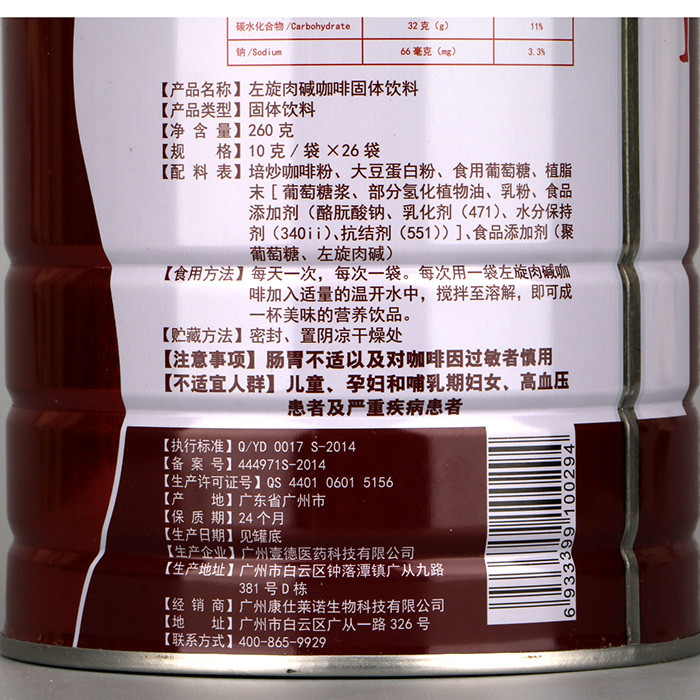 碳水化合物/Carbohydrate 32克(g) 11%
钠/Sodium 66毫克(mg) 3.3%
【产品名称】左旋肉碱咖啡固体饮料
【产品类型】固体饮料
【净 含 量】260克
【规 格】10克/袋×26袋
【配 料 表】焙炒咖啡粉、大豆蛋白粉、食用葡萄糖、植脂
末[葡萄糖浆、部分氢化植物油、乳粉、食品
添加剂(酪朊酸钠、乳化剂(471)、水分保持
剂(340ii)、抗结剂(551))]、食品添加剂(聚
葡萄糖、左旋肉碱)
【食用方法】每天一次,每次一袋。每次用一袋左旋肉碱咖
啡加入适量的温开水中,搅拌至溶解,即可成
一杯美味的营养饮品。
【贮藏方法】密封、置阴凉干燥处
【注意事项】肠胃不适以及对咖啡因过敏者慎用
【不适宜人群】儿童、孕妇和哺乳期妇女、高血压
患者及严重疾病患者
【执行标准】Q/YD 0017 S-2014
【备 案 号】444971S-2014
【生产许可证号】QS 4401 0601 5156
【产 地】广东省广州市
【保 质 期】24个月
【生产日期】见罐底
【生产企业】广州壹德医药科技有限公司
【生产地址】广州市白云区钟落潭镇广从九路
381号D栋
【经 销 商】广州康仕莱诺生物科技有限公司
【地 址】广州市白云区广从一路326号
【联系方式】400-865-9929
6933399100294